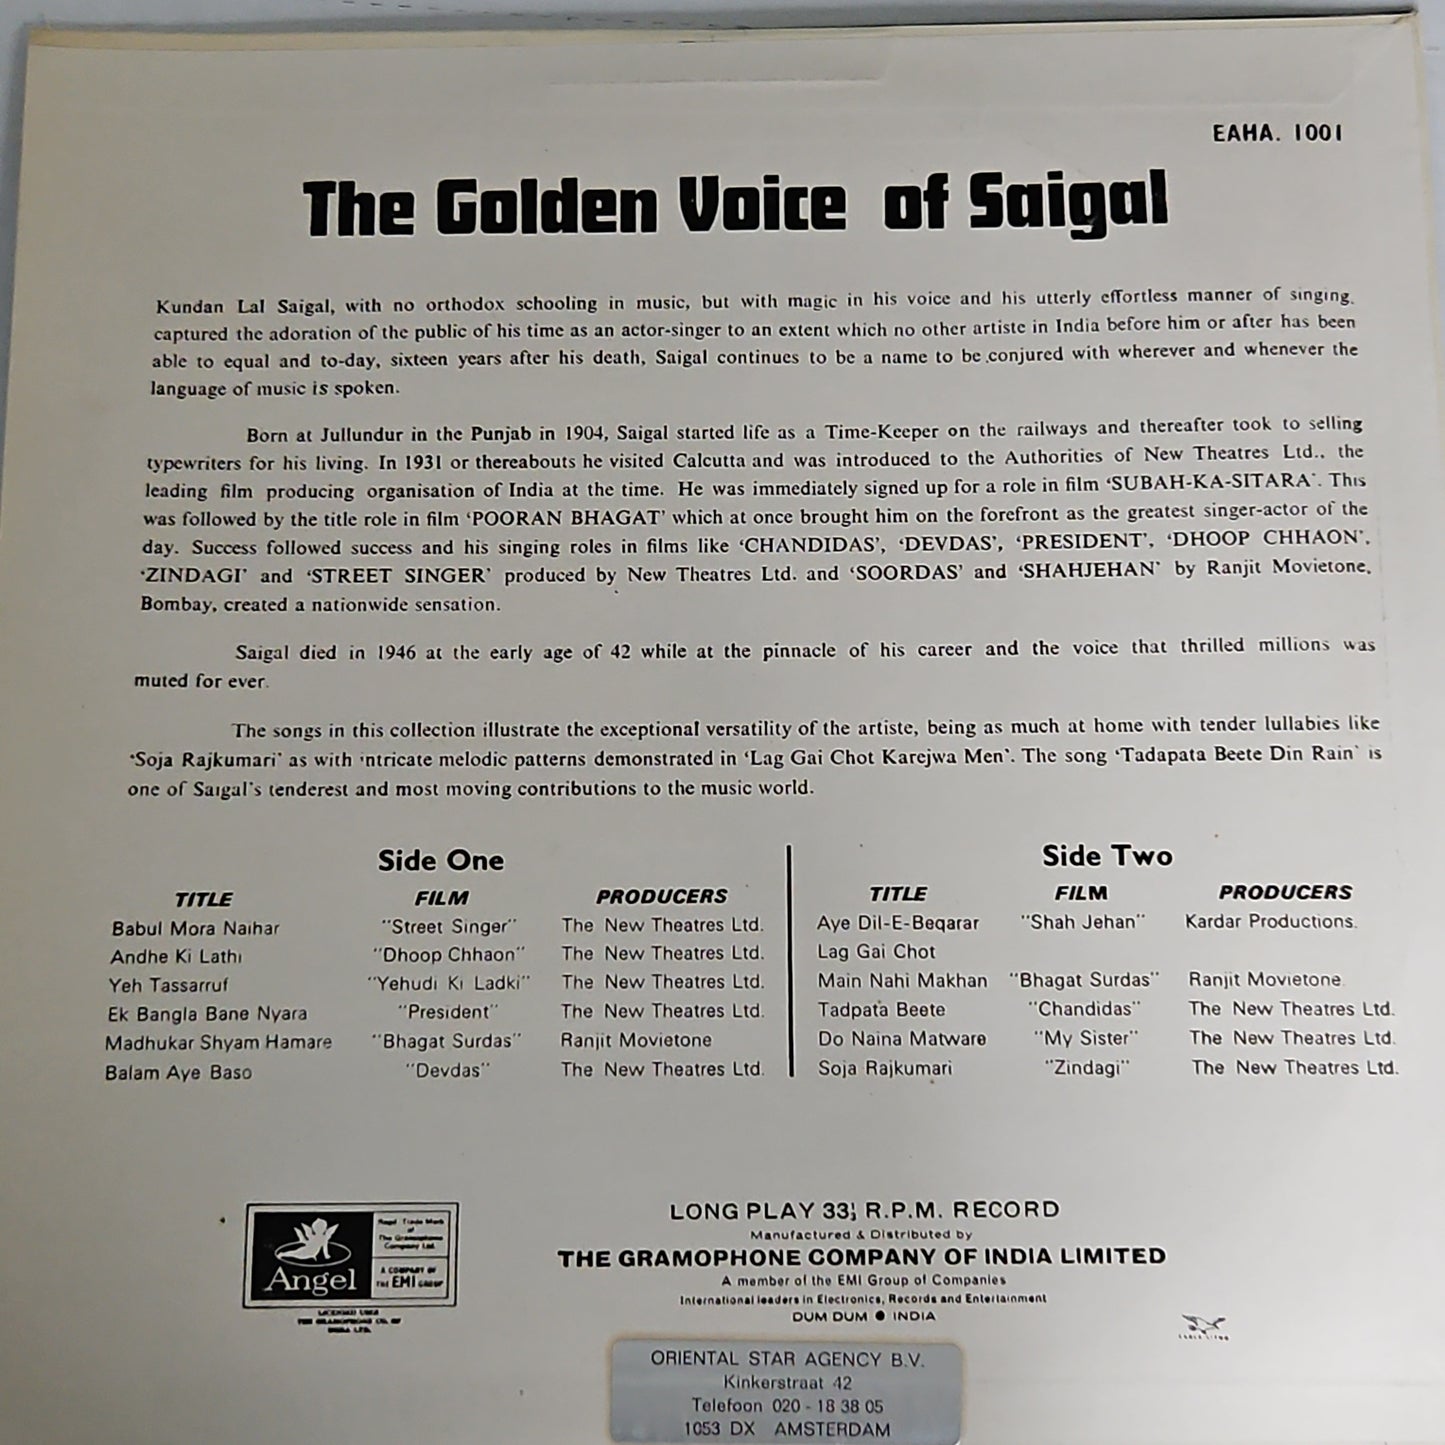 EAHA. 1001
The Golden Voice of Saigal
Kundan Lal Saigal, with no orthodox schooling in music, but with magic in his voice and his utterly effortless manner of singing,
captured the adoration of the public of his time as an actor-singer to an extent which no other artiste in India before him or after has been
able to equal and to-day, sixteen years after his death, Saigal continues to be a name to be conjured with wherever and whenever the
language of music is spoken.
Born at Jullundur in the Punjab in 1904, Saigal started life as a Time-Keeper on the railways and thereafter took to selling
typewriters for his living. In 1931 or thereabouts he visited Calcutta and was introduced to the Authorities of New Theatres Ltd., the
leading film producing organisation of India at the time. He was immediately signed up for a role in film 'SUBAH-KA-SITARA'. This
was followed by the title role in film 'POORAN BHAGAT' which at once brought him on the forefront as the greatest singer-actor of the
day. Success followed success and his singing roles in films like 'CHANDIDAS', 'DEVDAS', 'PRESIDENT', 'DHOOP CHHAON',
'ZINDAGI' and 'STREET SINGER' produced by New Theatres Ltd. and 'SOORDAS' and 'SHAHJEHAN' by Ranjit Movietone,
Bombay, created a nationwide sensation.
Saigal died in 1946 at the early age of 42 while at the pinnacle of his career and the voice that thrilled millions was
muted for ever.
The songs in this collection illustrate the exceptional versatility of the artiste, being as much at home with tender lullabies like
'Soja Rajkumari' as with intricate melodic patterns demonstrated in 'Lag Gai Chot Karejwa Men'. The song 'Tadapata Beete Din Rain' is
one of Saigal's tenderest and most moving contributions to the music world.
Side One
TITLE FILM PRODUCERS
Babul Mora Naihar "Street Singer" The New Theatres Ltd.
Andhe Ki Lathi "Dhoop Chhaon" The New Theatres Ltd.
Yeh Tassarruf "Yehudi Ki Ladki" The New Theatres Ltd.
Ek Bangla Bane Nyara "President" The New Theatres Ltd.
Madhukar Shyam Hamare "Bhagat Surdas" Ranjit Movietone
Balam Aye Baso "Devdas" The New Theatres Ltd.
Side Two
TITLE FILM PRODUCERS
Aye Dil-E-Beqarar "Shah Jehan" Kardar Productions.
Lag Gai Chot
Main Nahi Makhan "Bhagat Surdas" Ranjit Movietone.
Tadpata Beete "Chandidas" The New Theatres Ltd.
Do Naina Matware "My Sister" The New Theatres Ltd.
Soja Rajkumari "Zindagi" The New Theatres Ltd.
Angel
Regd. Trade Mark
of
The Gramophone
Company Ltd.
A COMPANY OF
THE EMI GROUP
LICENSED USER
THE GRAMOPHONE CO. OF
INDIA LTD.
LONG PLAY 33⅓ R.P.M. RECORD
Manufactured & Distributed by
THE GRAMOPHONE COMPANY OF INDIA LIMITED
A member of the EMI Group of Companies
International leaders in Electronics, Records and Entertainment
DUM DUM ● INDIA
ORIENTAL STAR AGENCY B.V.
Kinkerstraat 42
Telefoon 020 - 18 38 05
1053 DX AMSTERDAM